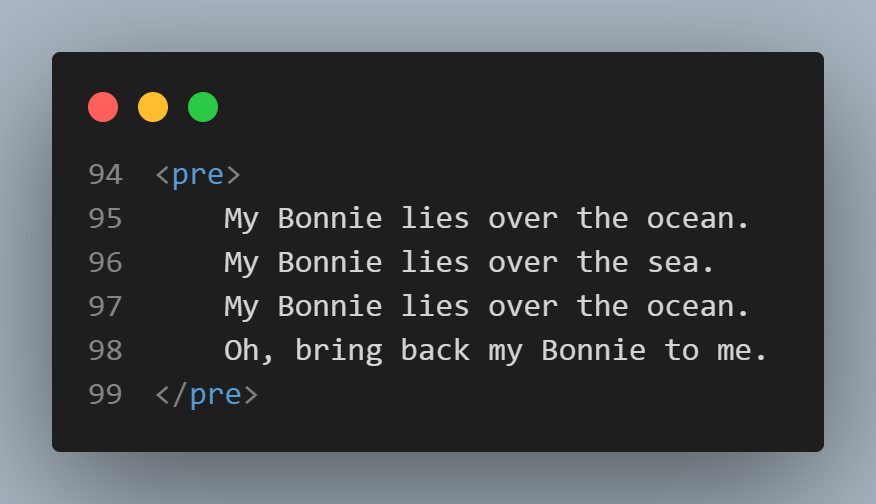 94 <pre>
95     My Bonnie lies over the ocean.
96     My Bonnie lies over the sea.
97     My Bonnie lies over the ocean.
98     Oh, bring back my Bonnie to me.
99 </pre>